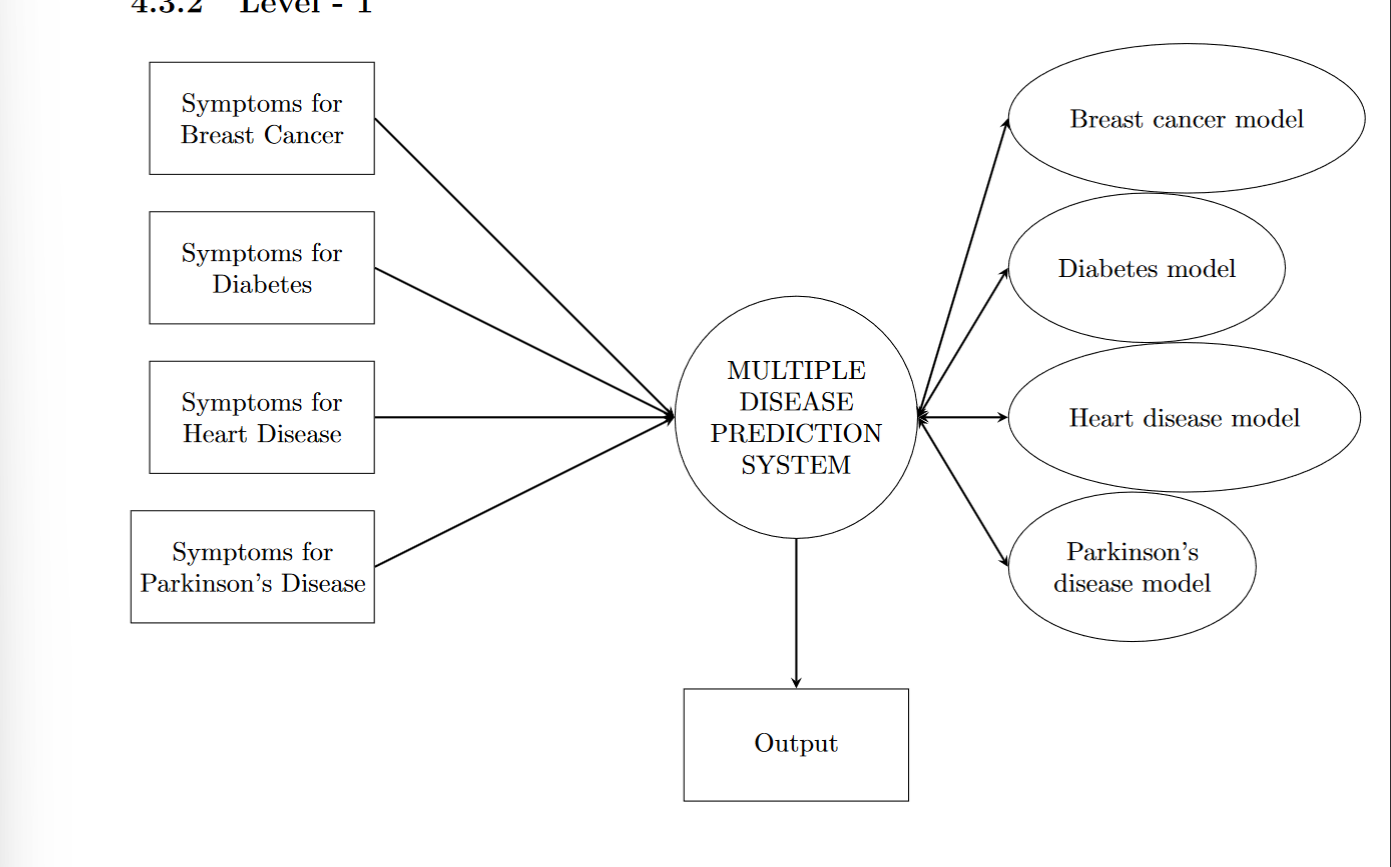 4.3.2 Level - 1
Symptoms for
Breast Cancer
Symptoms for
Diabetes
Symptoms for
Heart Disease
Symptoms for
Parkinson's Disease
MULTIPLE
DISEASE
PREDICTION
SYSTEM
Breast cancer model
Diabetes model
Heart disease model
Parkinson's
disease model
Output